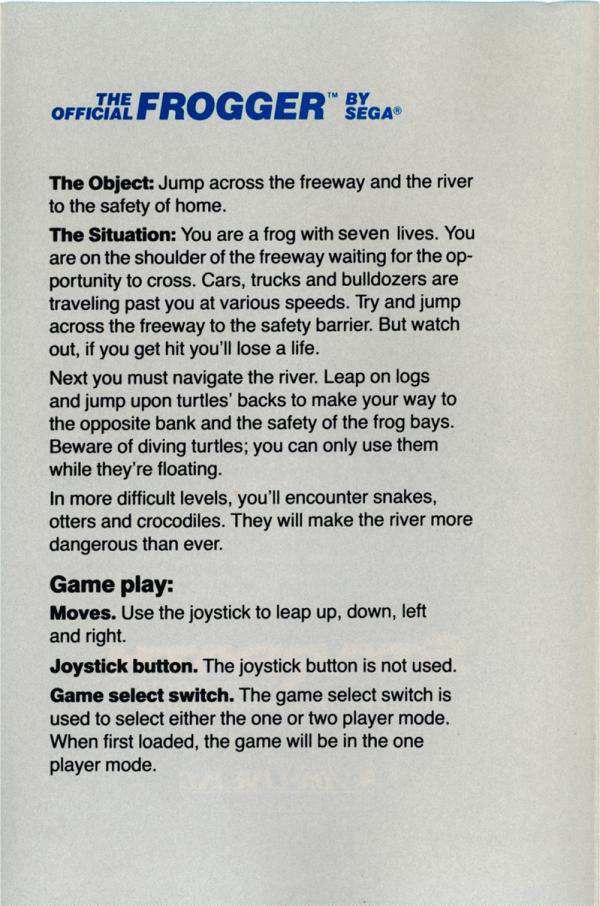 THE OFFICIAL FROGGER™ BY SEGA®
The Object: Jump across the freeway and the river
to the safety of home.
The Situation: You are a frog with seven lives. You
are on the shoulder of the freeway waiting for the op-
portunity to cross. Cars, trucks and bulldozers are
traveling past you at various speeds. Try and jump
across the freeway to the safety barrier. But watch
out, if you get hit you'll lose a life.
Next you must navigate the river. Leap on logs
and jump upon turtles' backs to make your way to
the opposite bank and the safety of the frog bays.
Beware of diving turtles; you can only use them
while they're floating.
In more difficult levels, you'll encounter snakes,
otters and crocodiles. They will make the river more
dangerous than ever.
Game play:
Moves. Use the joystick to leap up, down, left
and right.
Joystick button. The joystick button is not used.
Game select switch. The game select switch is
used to select either the one or two player mode.
When first loaded, the game will be in the one
player mode.